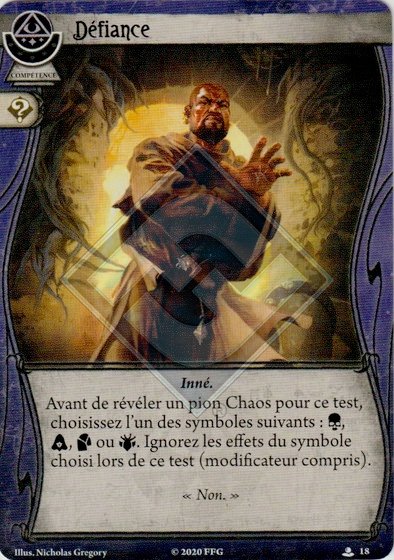 Défiance
COMPÉTENCE
?
Inné.
Avant de révéler un pion Chaos pour ce test,
choisissez l'un des symboles suivants : ,
, ou . Ignorez les effets du symbole
choisi lors de ce test (modificateur compris).
« Non. »
Illus. Nicholas Gregory © 2020 FFG 18